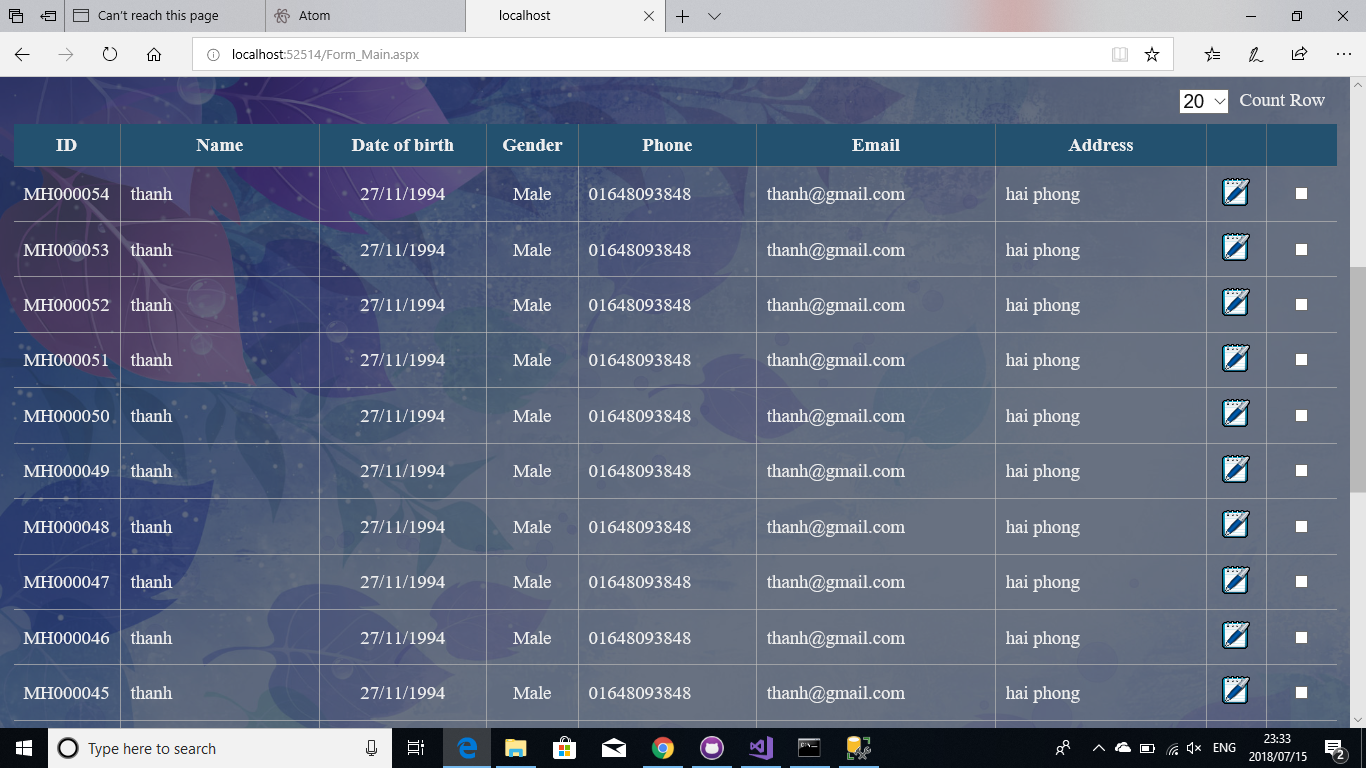 Can't reach this page
Atom
localhost
localhost:52514/Form_Main.aspx
20 Count Row
ID Name Date of birth Gender Phone Email Address
MH000054 thanh 27/11/1994 Male 01648093848 thanh@gmail.com hai phong
MH000053 thanh 27/11/1994 Male 01648093848 thanh@gmail.com hai phong
MH000052 thanh 27/11/1994 Male 01648093848 thanh@gmail.com hai phong
MH000051 thanh 27/11/1994 Male 01648093848 thanh@gmail.com hai phong
MH000050 thanh 27/11/1994 Male 01648093848 thanh@gmail.com hai phong
MH000049 thanh 27/11/1994 Male 01648093848 thanh@gmail.com hai phong
MH000048 thanh 27/11/1994 Male 01648093848 thanh@gmail.com hai phong
MH000047 thanh 27/11/1994 Male 01648093848 thanh@gmail.com hai phong
MH000046 thanh 27/11/1994 Male 01648093848 thanh@gmail.com hai phong
MH000045 thanh 27/11/1994 Male 01648093848 thanh@gmail.com hai phong
Type here to search
ENG
23:33
2018/07/15
2